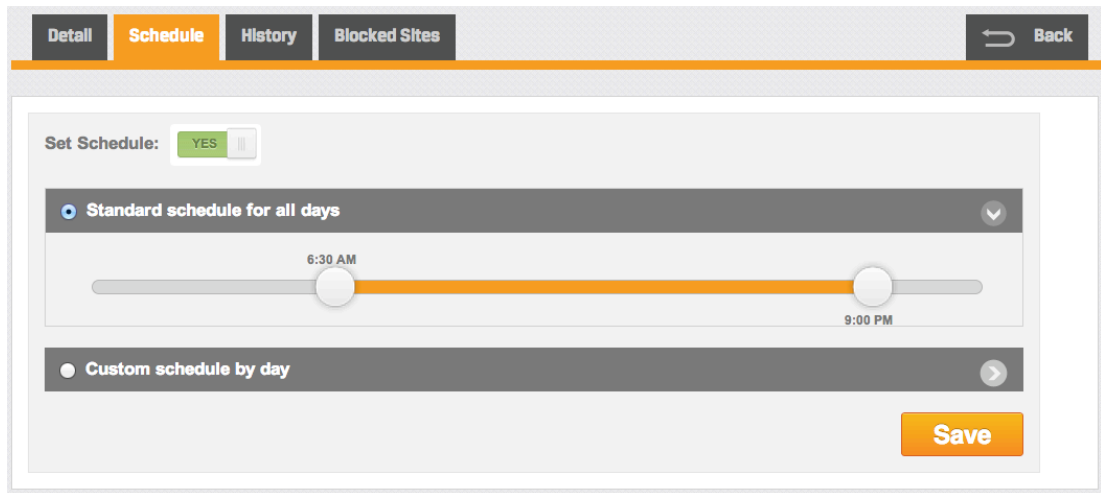 Detail Schedule History Blocked Sites Back
Set Schedule: YES
Standard schedule for all days
6:30 AM
9:00 PM
Custom schedule by day
Save